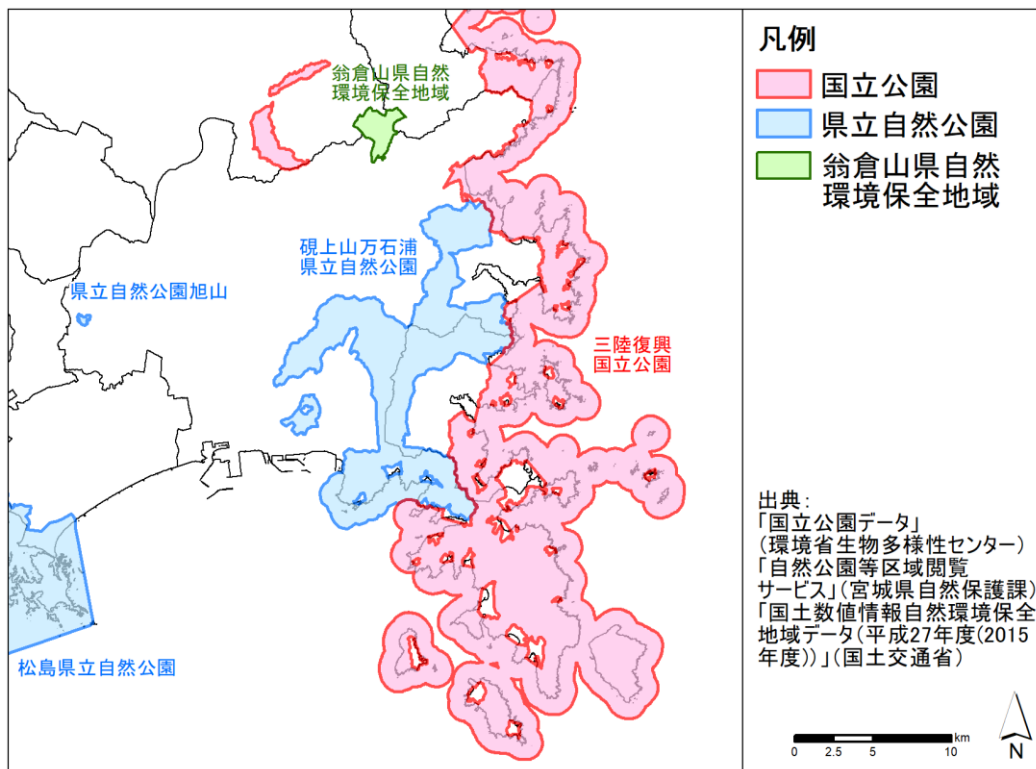 翁倉山県自然
環境保全地域
硯上山万石浦
県立自然公園
県立自然公園旭山
三陸復興
国立公園
松島県立自然公園
凡例
国立公園
県立自然公園
翁倉山県自然
環境保全地域
出典：
「国立公園データ」
（環境省生物多様性センター）
「自然公園等区域閲覧
サービス」（宮城県自然保護課）
「国土数値情報自然環境保全
地域データ（平成27年度（2015
年度））」（国土交通省）
km
0 2.5 5 10
N